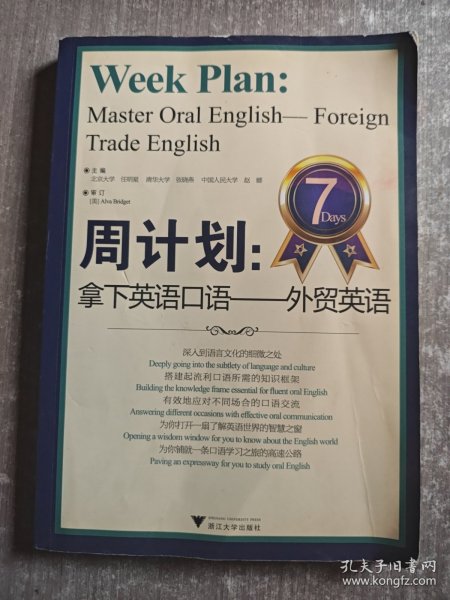 Week Plan:
Master Oral English— Foreign
Trade English
主 编
北京大学 任明星 清华大学 张晓燕 中国人民大学 赵 娜
审 订
[美] Alva Bridget
7
Days
周计划:
拿下英语口语——外贸英语
深入到语言文化的细微之处
Deeply going into the subtlety of language and culture
搭建起流利口语所需的知识框架
Building the knowledge frame essential for fluent oral English
有效地应对不同场合的口语交流
Answering different occasions with effective oral communication
为你打开一扇了解英语世界的智慧之窗
Opening a wisdom window for you to know about the English world
为你铺就一条口语学习之旅的高速公路
Paving an expressway for you to study oral English
ZHEJIANG UNIVERSITY PRESS
浙江大学出版社
孔夫子旧书网
www.kongfz.com